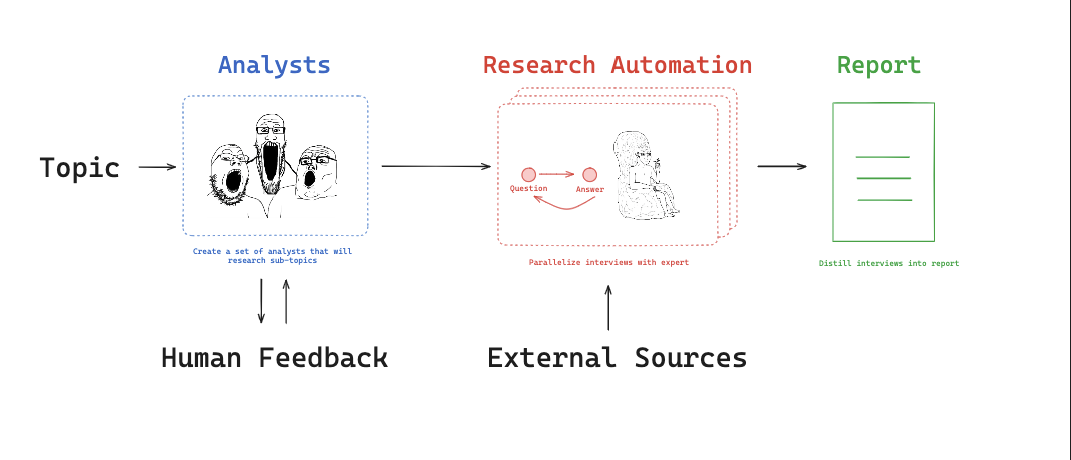 Analysts
Research Automation
Report
Topic
Question
Answer
Create a set of analysts that will
research sub-topics
Parallelize interviews with expert
Distill interviews into report
Human Feedback
External Sources